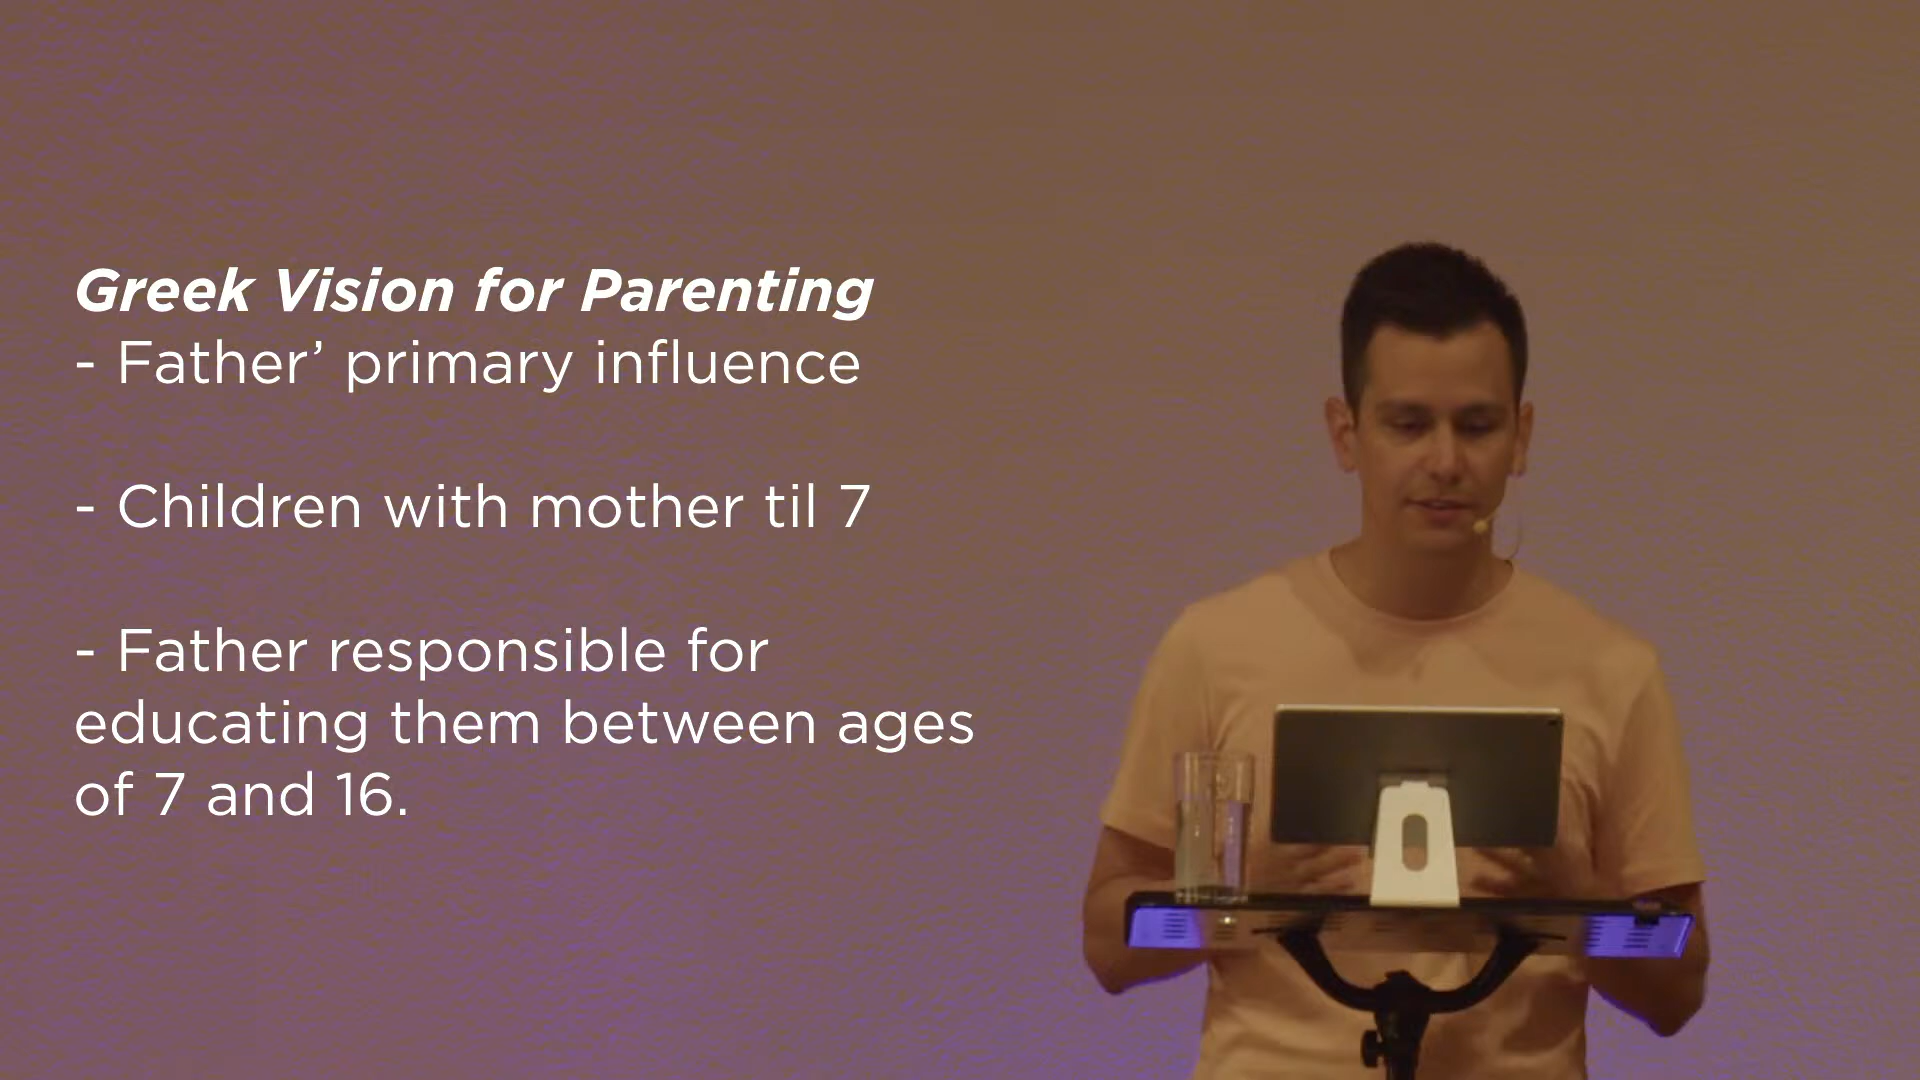 Greek Vision for Parenting
- Father’ primary influence
- Children with mother til 7
- Father responsible for
educating them between ages
of 7 and 16.